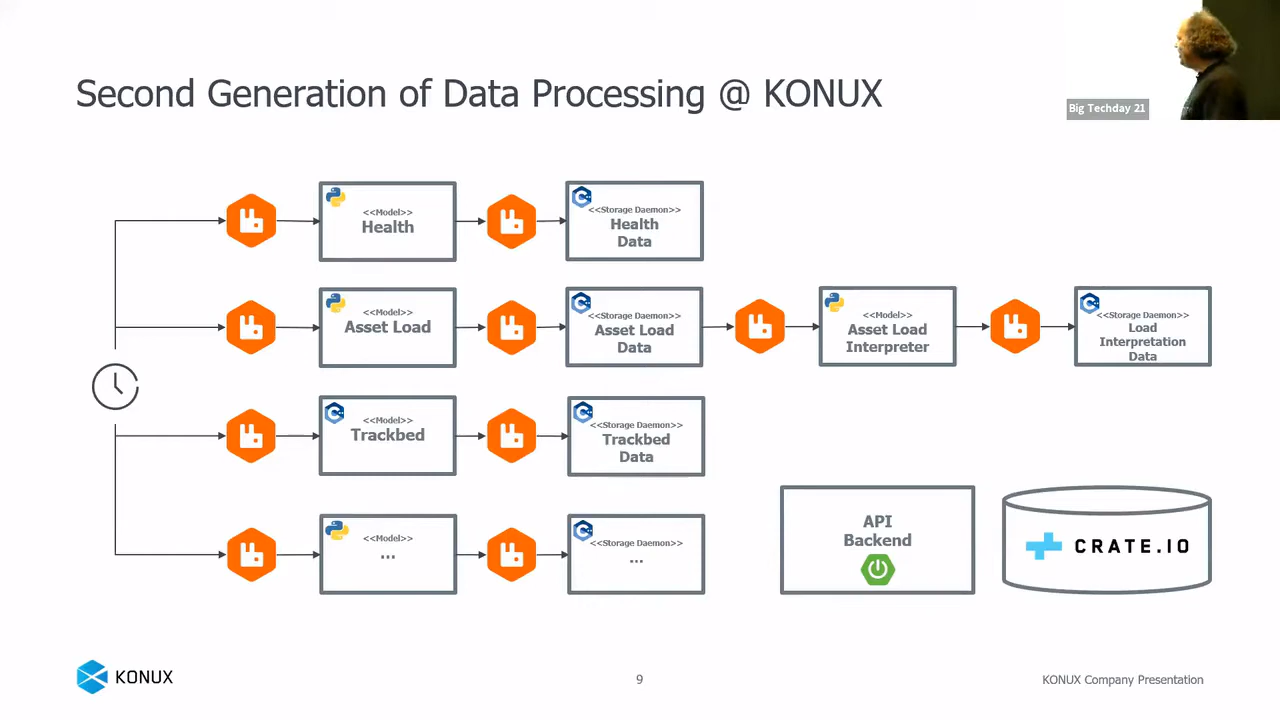 Second Generation of Data Processing @ KONUX
Big Techday 21
<<Model>>
Health
<<Storage Daemon>>
Health
Data
<<Model>>
Asset Load
<<Storage Daemon>>
Asset Load
Data
<<Model>>
Asset Load
Interpreter
<<Storage Daemon>>
Load
Interpretation
Data
<<Model>>
Trackbed
<<Storage Daemon>>
Trackbed
Data
<<Model>>
...
<<Storage Daemon>>
...
API
Backend
CRATE.IO
KONUX
9
KONUX Company Presentation